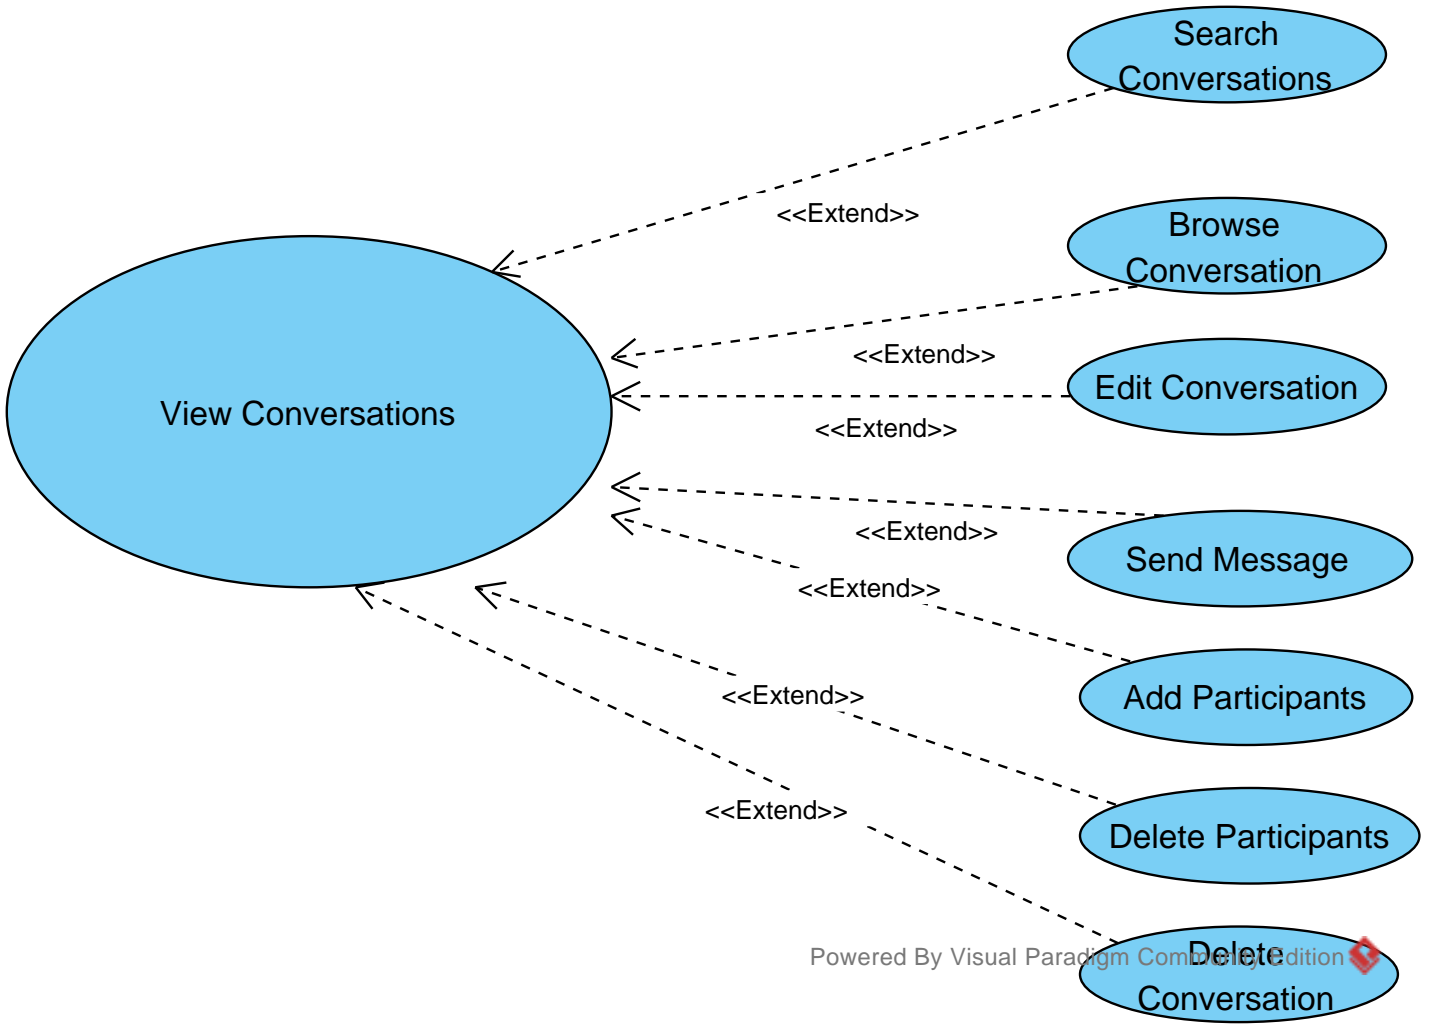 Search
Conversations
<<Extend>>
Browse
Conversation
<<Extend>>
Edit Conversation
View Conversations
<<Extend>>
<<Extend>>
Send Message
<<Extend>>
Add Participants
<<Extend>>
Delete Participants
<<Extend>>
Powered By Visual Paradigm Community Edition
Delete
Conversation